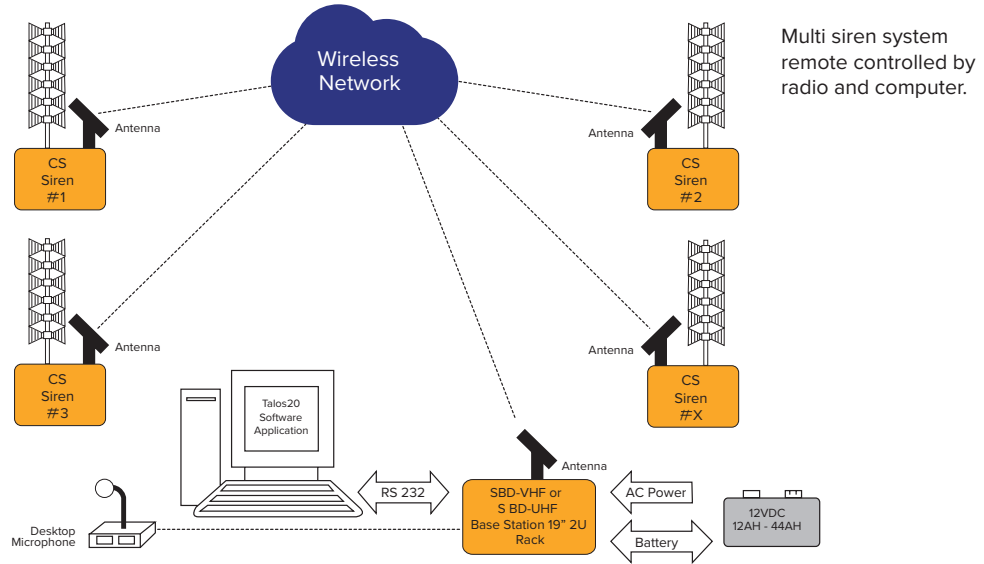 Wireless
Network
Multi siren system
remote controlled by
radio and computer.
Antenna
CS
Siren
#1
Antenna
CS
Siren
#2
Antenna
CS
Siren
#3
Antenna
CS
Siren
#X
Talos20
Software
Application
Antenna
RS 232
SBD-VHF or
S BD-UHF
Base Station 19” 2U
Rack
AC Power
Battery
12VDC
12AH - 44AH
Desktop
Microphone